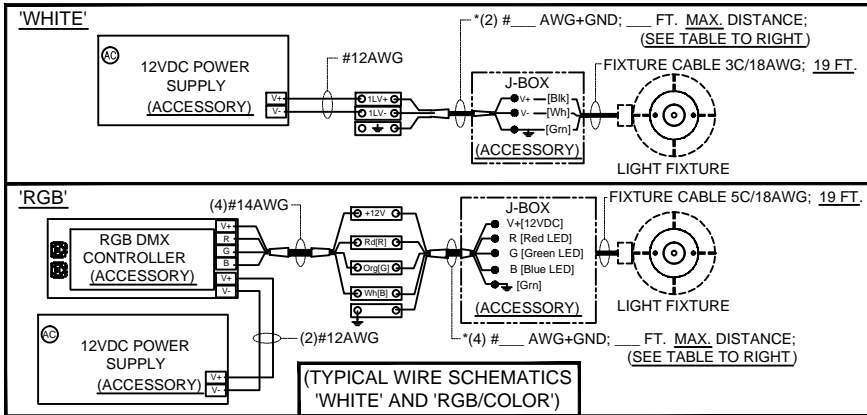 'WHITE'
*(2) #___ AWG+GND; ___ FT. MAX. DISTANCE;
(SEE TABLE TO RIGHT)
AC
12VDC POWER
SUPPLY
(ACCESSORY)
V+
V-
#12AWG
1LV+
1LV-
J-BOX
V+ [Blk]
V- [Wh]
[Grn]
(ACCESSORY)
FIXTURE CABLE 3C/18AWG; 19 FT.
LIGHT FIXTURE
'RGB'
RGB DMX
CONTROLLER
(ACCESSORY)
V+
R
G
B
V+
V-
(4)#14AWG
+12V
Rd[R]
Org[G]
Wh[B]
J-BOX
V+[12VDC]
R [Red LED]
G [Green LED]
B [Blue LED]
[Grn]
(ACCESSORY)
FIXTURE CABLE 5C/18AWG; 19 FT.
LIGHT FIXTURE
AC
12VDC POWER
SUPPLY
(ACCESSORY)
V+
V-
(2)#12AWG
*(4) #___ AWG+GND; ___ FT. MAX. DISTANCE;
(SEE TABLE TO RIGHT)
(TYPICAL WIRE SCHEMATICS
'WHITE' AND 'RGB/COLOR')